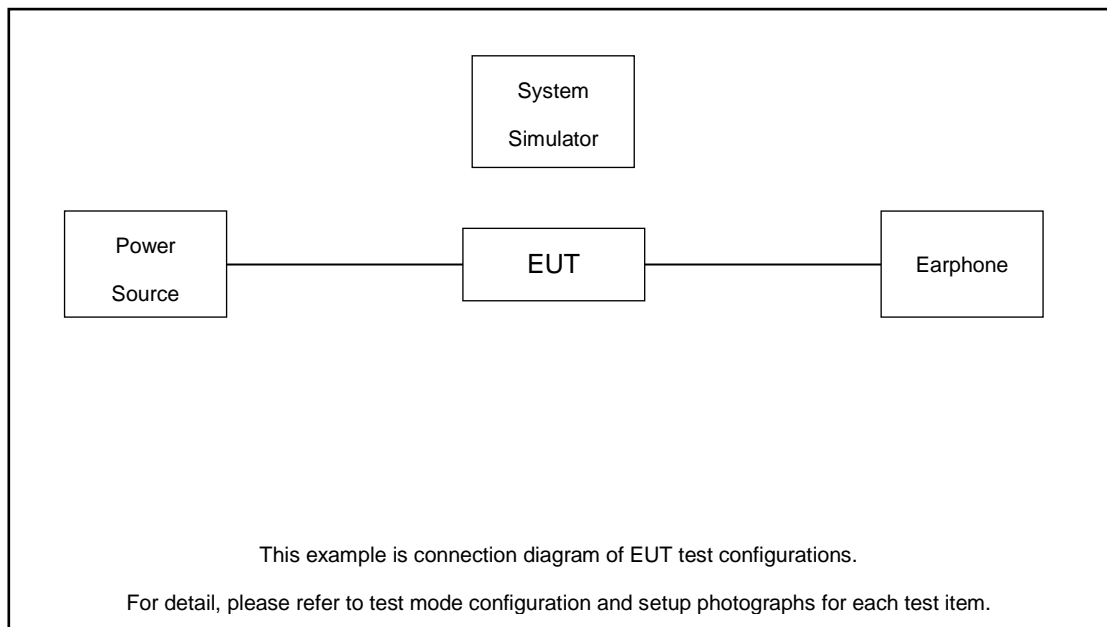 System
Simulator
Power
Source
EUT
Earphone
This example is connection diagram of EUT test configurations.
For detail, please refer to test mode configuration and setup photographs for each test item.